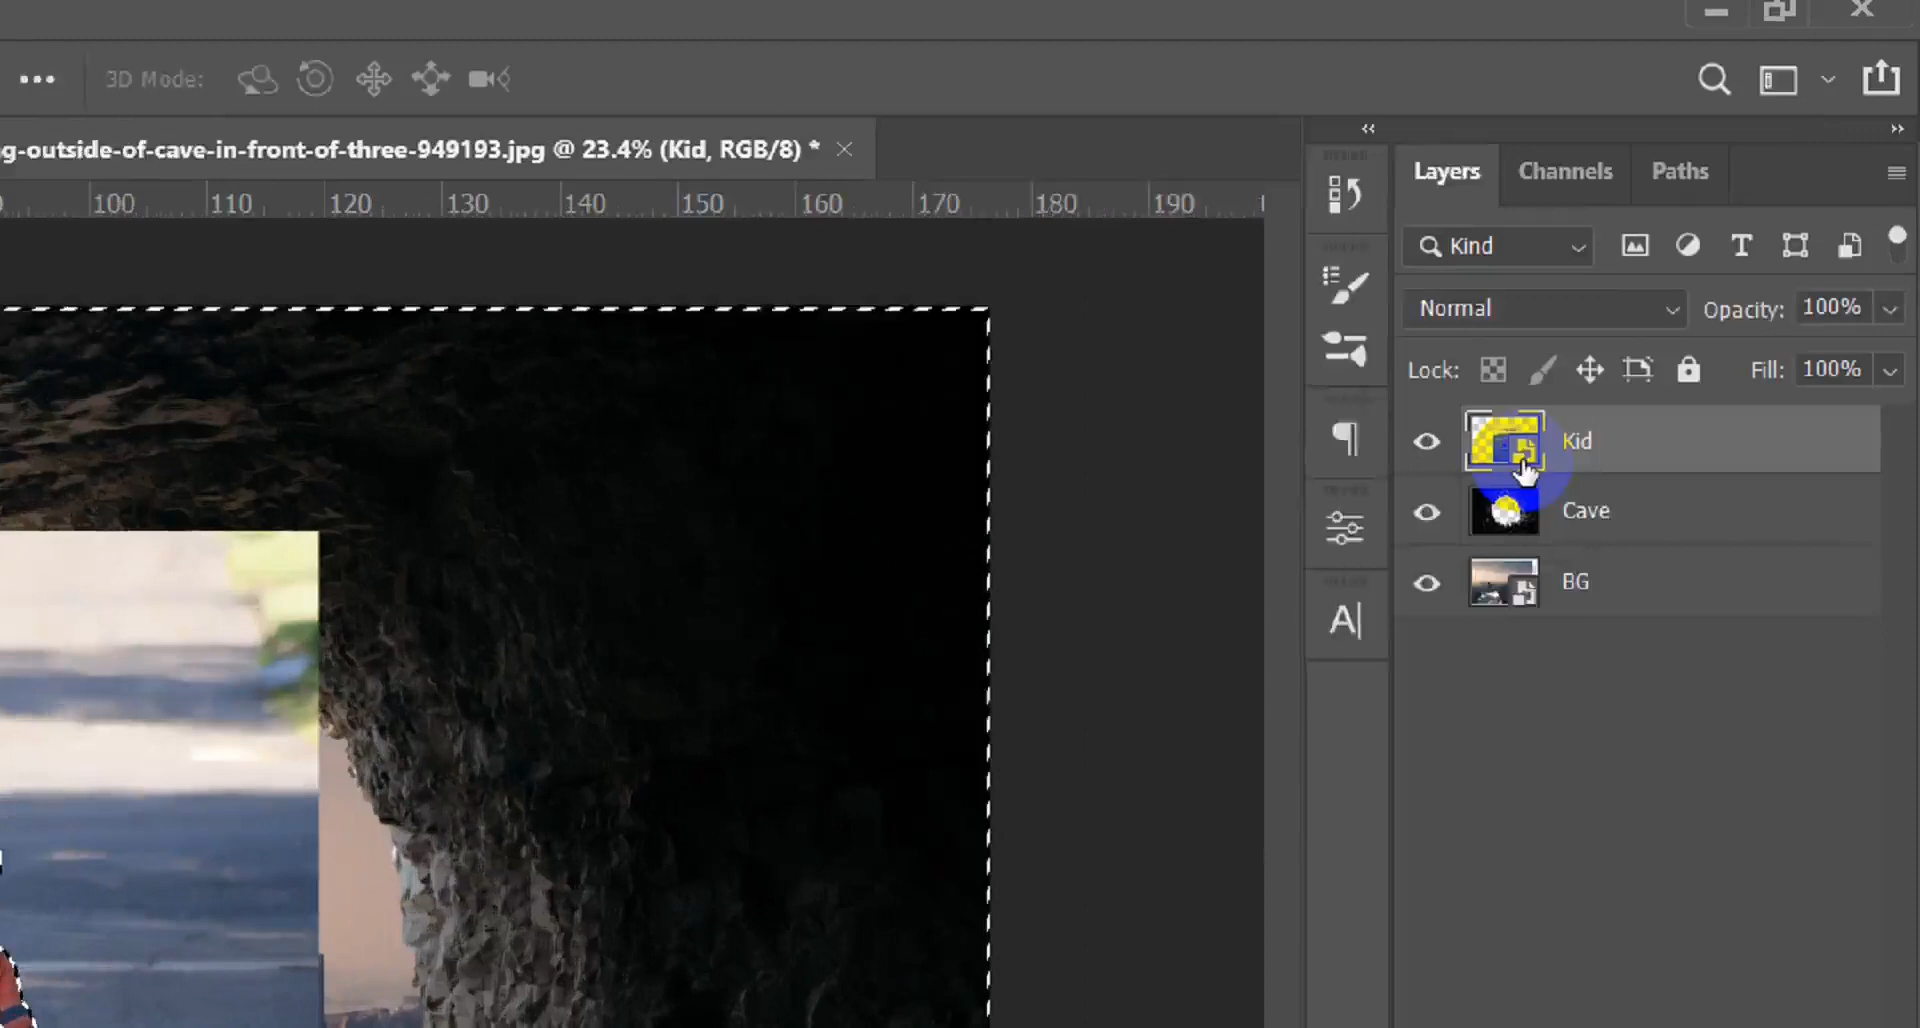 3D Mode:
g-outside-of-cave-in-front-of-three-949193.jpg @ 23.4% (Kid, RGB/8) *
100 110 120 130 140 150 160 170 180 190
Layers Channels Paths
Kind
Normal Opacity: 100%
Lock: Fill: 100%
Kid
Cave
BG